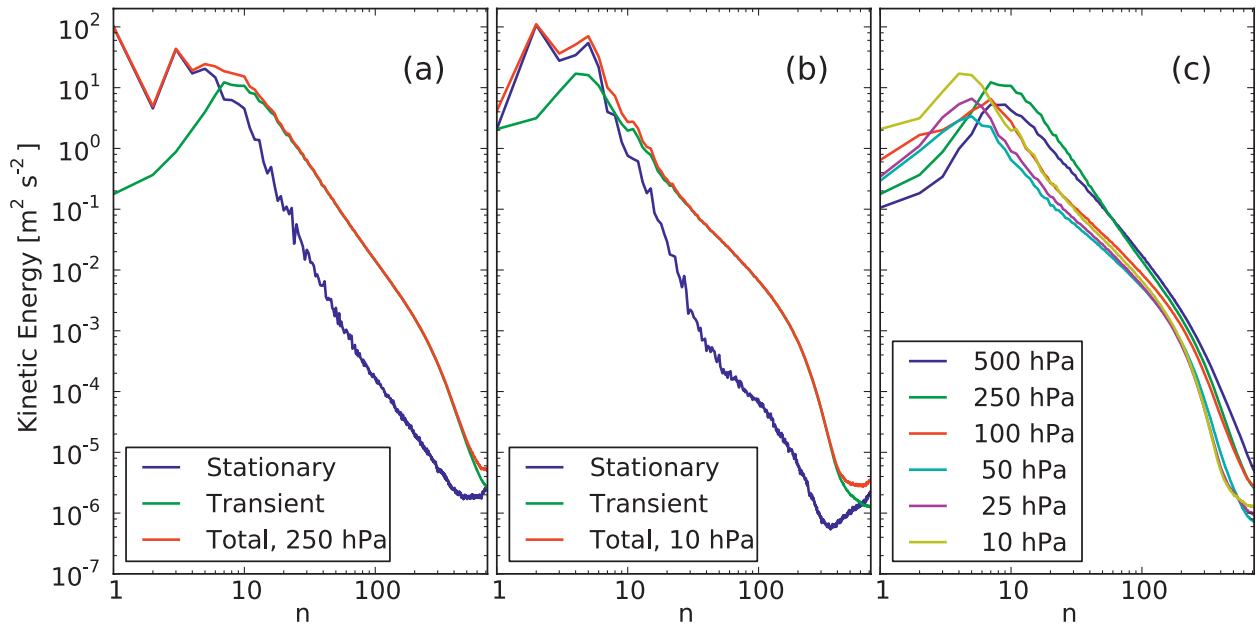 Kinetic Energy [m² s⁻²]
10²
10¹
10⁰
10⁻¹
10⁻²
10⁻³
10⁻⁴
10⁻⁵
10⁻⁶
10⁻⁷
(a)
Stationary
Transient
Total, 250 hPa
1 10 100
n
(b)
Stationary
Transient
Total, 10 hPa
1 10 100
n
(c)
500 hPa
250 hPa
100 hPa
50 hPa
25 hPa
10 hPa
1 10 100
n